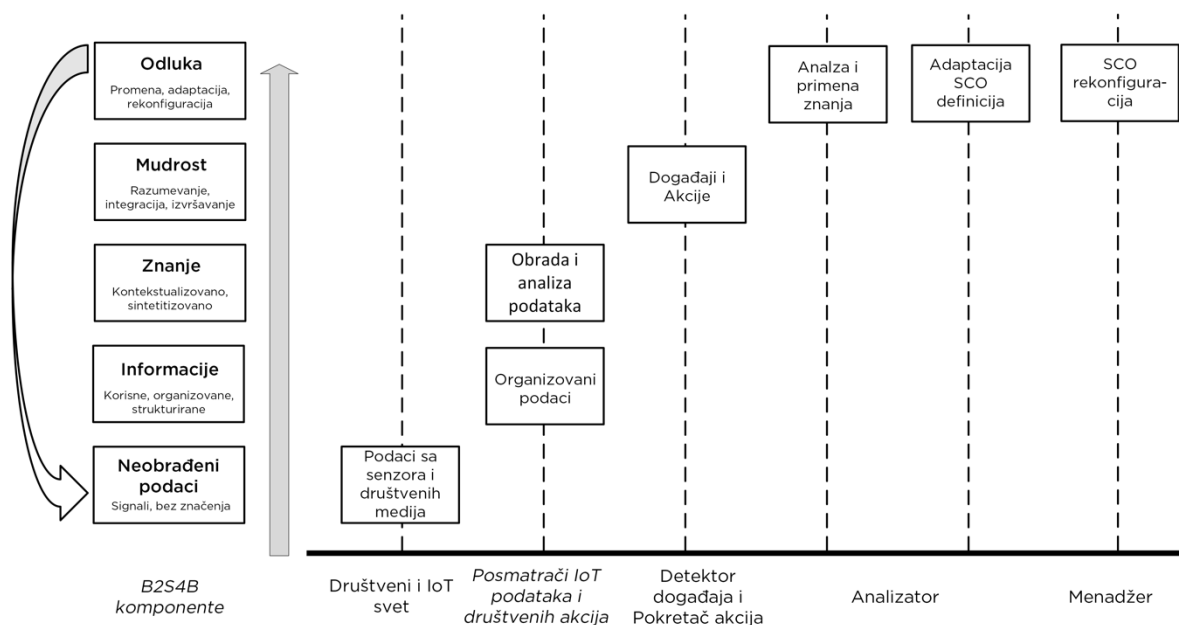 Odluka
Promena, adaptacija,
rekonfiguracija
Mudrost
Razumevanje,
integracija, izvršavanje
Znanje
Kontekstualizovano,
sintetitizovano
Informacije
Korisne, organizovane,
strukturirane
Neobrađeni
podaci
Signali, bez značenja
Podaci sa
senzora i
društvenih
medija
Obrada i
analiza
podataka
Organizovani
podaci
Događaji i
Akcije
Analza i
primena
znanja
Adaptacija
SCO
definicija
SCO
rekonfigura-
cija
B2S4B
komponente
Društveni i IoT
svet
Posmatrači IoT
podataka i
društvenih akcija
Detektor
događaja i
Pokretač akcija
Analizator
Menadžer